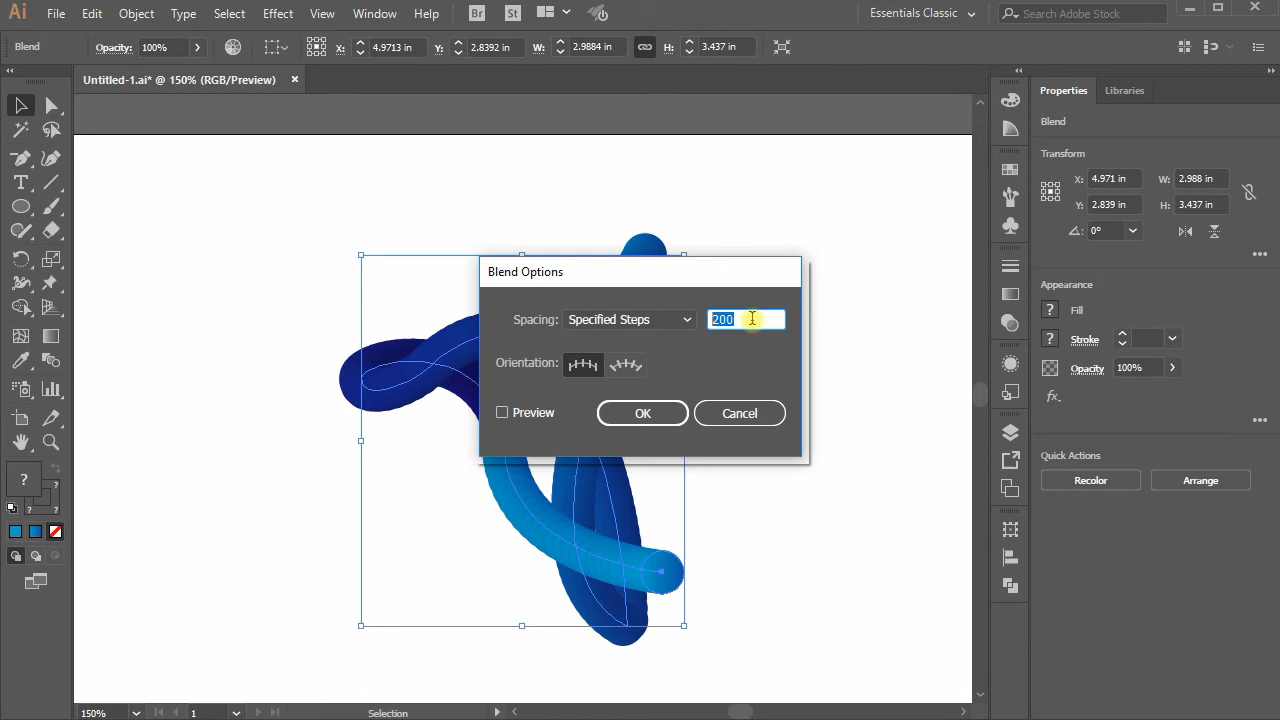 Ai File Edit Object Type Select Effect View Window Help Br St Essentials Classic Search Adobe Stock
Blend Opacity: 100% X: 4.9713 in Y: 2.8392 in W: 2.9884 in H: 3.437 in
Untitled-1.ai* @ 150% (RGB/Preview)
Properties Libraries
Blend
Transform
X: 4.971 in W: 2.988 in
Y: 2.839 in H: 3.437 in
0°
Appearance
? Fill
? Stroke
Opacity 100%
fx.
Quick Actions
Recolor Arrange
Blend Options
Spacing: Specified Steps 200
Orientation:
Preview OK Cancel
?
?
?
?
150% 1 Selection